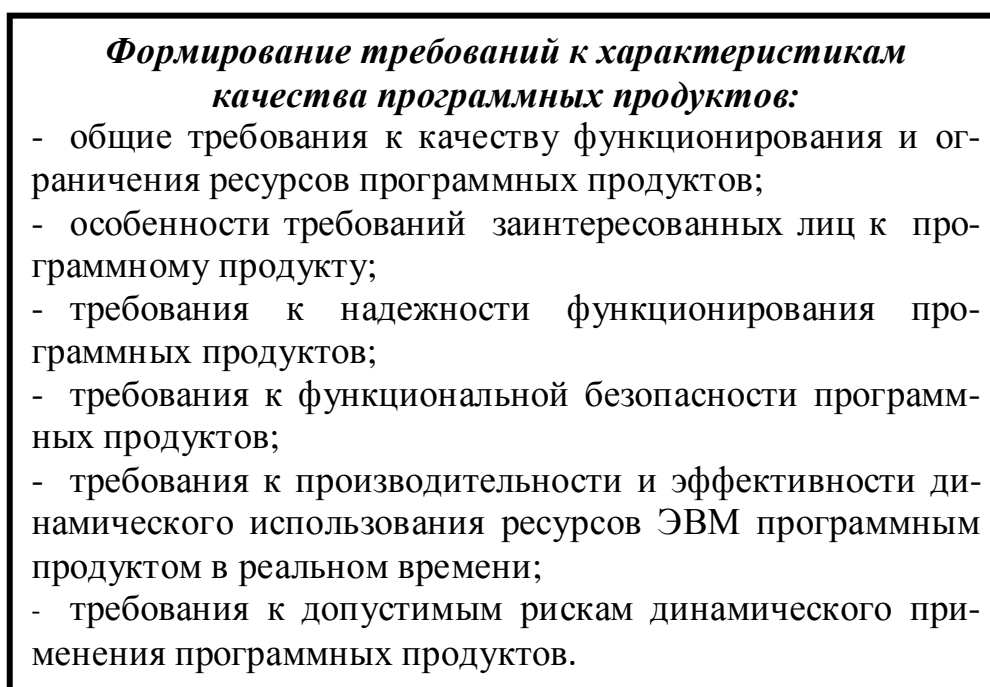 Формирование требований к характеристикам
качества программных продуктов:
- общие требования к качеству функционирования и ог-
раничения ресурсов программных продуктов;
- особенности требований заинтересованных лиц к про-
граммному продукту;
- требования к надежности функционирования про-
граммных продуктов;
- требования к функциональной безопасности программ-
ных продуктов;
- требования к производительности и эффективности ди-
намического использования ресурсов ЭВМ программным
продуктом в реальном времени;
- требования к допустимым рискам динамического при-
менения программных продуктов.